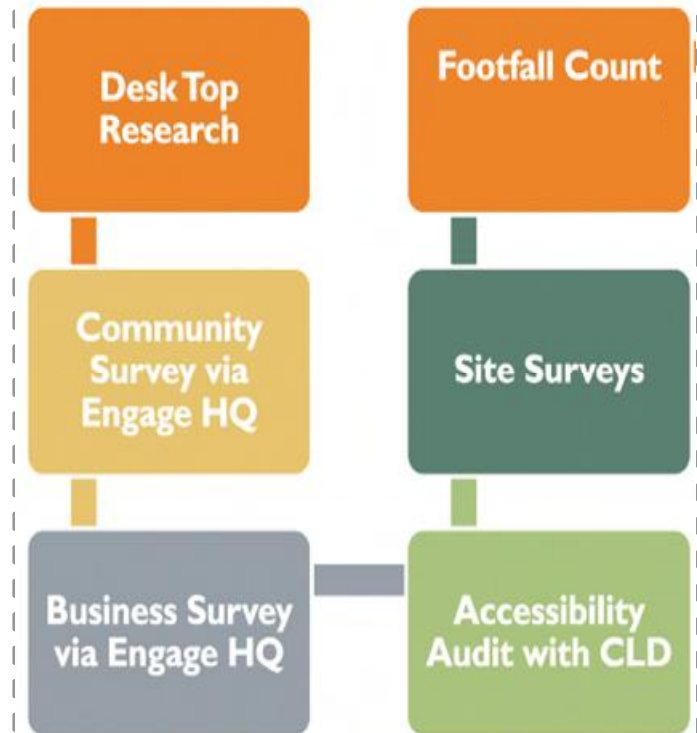 Desk Top
Research
Community
Survey via
Engage HQ
Business Survey
via Engage HQ
Accessibility
Audit with CLD
Site Surveys
Footfall Count